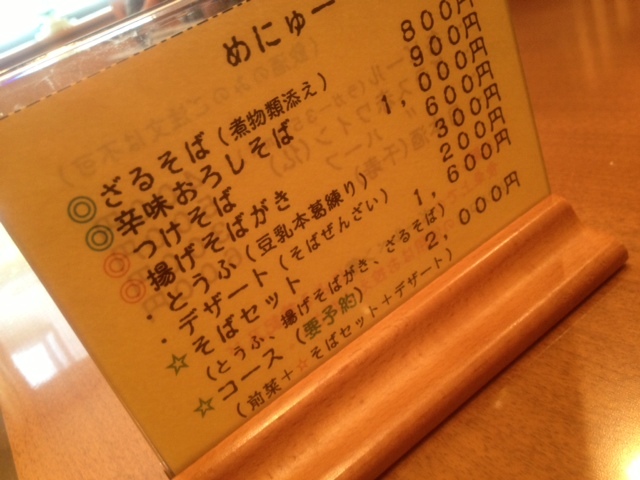 めにゅー
◎ざるそば（煮物類添え） 800円
◎辛味おろしそば 900円
◎つけそば 1,000円
◎揚げそばがき 600円
・とうふ（豆乳本葛練り） 300円
・デザート（そばぜんざい） 200円
☆そばセット 1,600円
（とうふ、揚げそばがき、ざるそば）
☆コース（要予約） 2,000円
（前菜＋☆そばセット＋デザート）